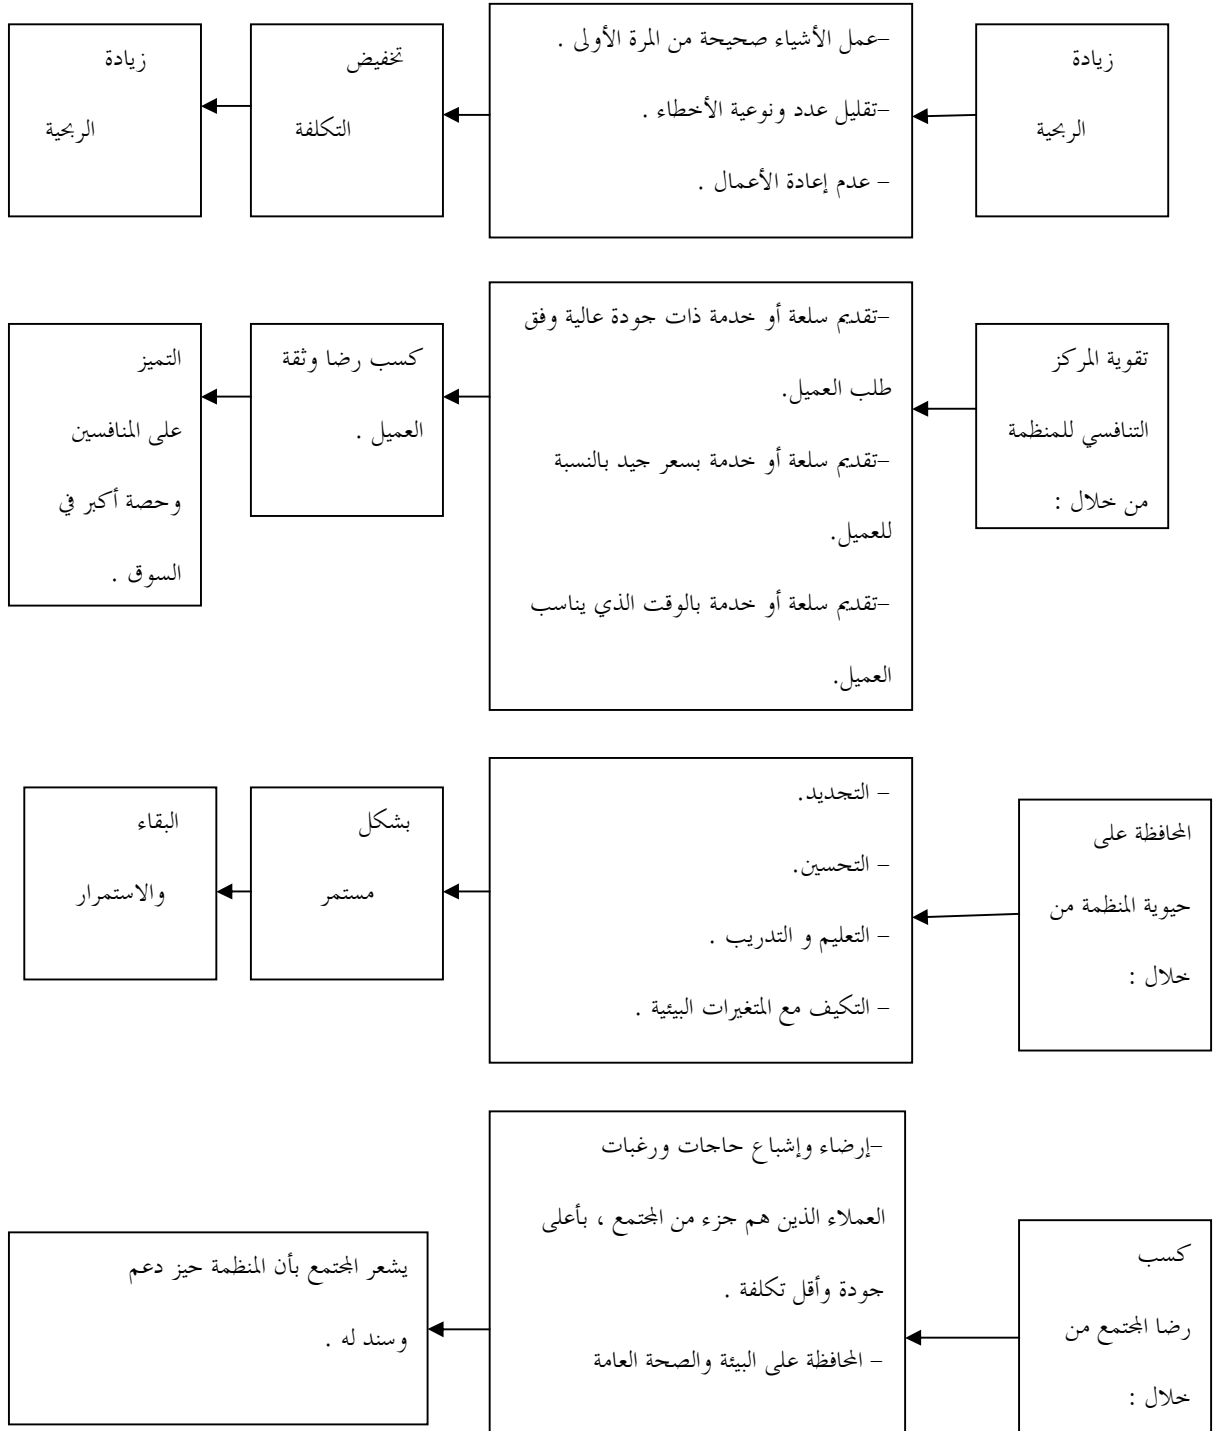 زيادة
الربحية
–عمل الأشياء صحيحة من المرة الأولى .
–تقليل عدد ونوعية الأخطاء .
– عدم إعادة الأعمال .
تخفيض
التكلفة
زيادة
الربحية
تقوية المركز
التنافسي للمنظمة
من خلال :
–تقديم سلعة أو خدمة ذات جودة عالية وفق
طلب العميل.
–تقديم سلعة أو خدمة بسعر جيد بالنسبة
للعميل.
–تقديم سلعة أو خدمة بالوقت الذي يناسب
العميل.
كسب رضا وثقة
العميل .
التميز
على المنافسين
وحصة أكبر في
السوق .
المحافظة على
حيوية المنظمة من
خلال :
– التجديد.
– التحسين.
– التعليم و التدريب .
– التكيف مع المتغيرات البيئية .
بشكل
مستمر
البقاء
والاستمرار
كسب
رضا المجتمع من
خلال :
–إرضاء وإشباع حاجات ورغبات
العملاء الذين هم جزء من المجتمع ، بأعلى
جودة وأقل تكلفة .
– المحافظة على البيئة والصحة العامة
يشعر المجتمع بأن المنظمة حيز دعم
وسند له .